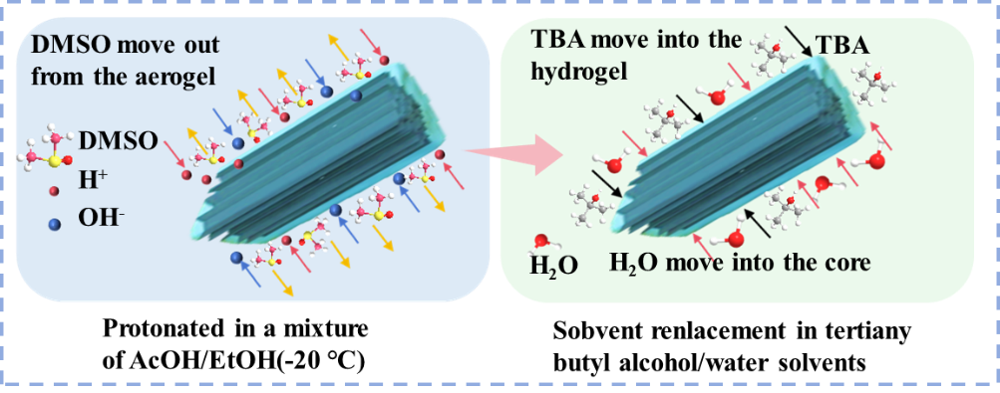 DMSO move out
from the aerogel
DMSO
H⁺
OH⁻
Protonated in a mixture
of AcOH/EtOH(-20 °C)
TBA move into the
hydrogel
TBA
H₂O
H₂O move into the core
Sobvent renlacement in tertiany
butyl alcohol/water solvents